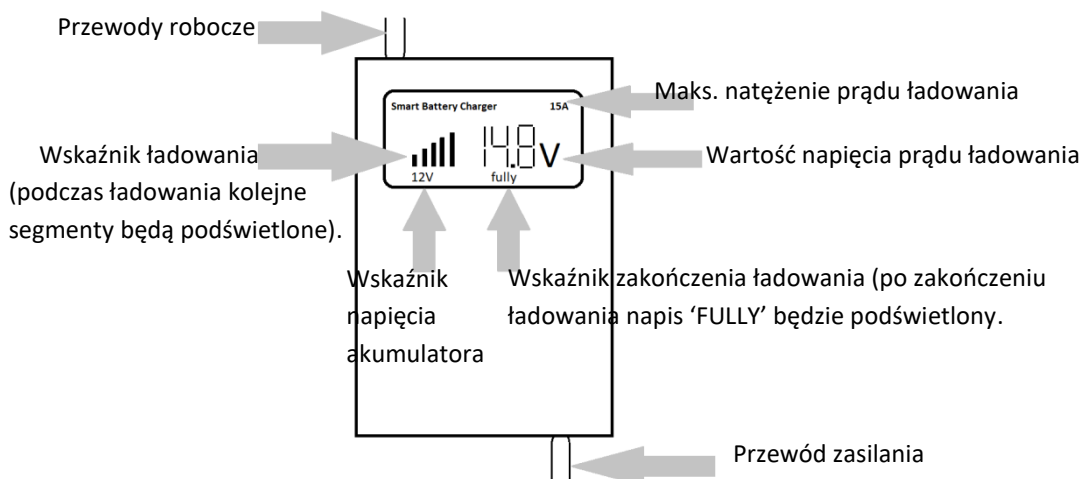 Przewody robocze
Smart Battery Charger 15A
Maks. natężenie prądu ładowania
14.8V
Wartość napięcia prądu ładowania
12V fully
Wskaźnik ładowania
(podczas ładowania kolejne
segmenty będą podświetlone).
Wskaźnik
napięcia
akumulatora
Wskaźnik zakończenia ładowania (po zakończeniu
ładowania napis ‘FULLY’ będzie podświetlony.
Przewód zasilania